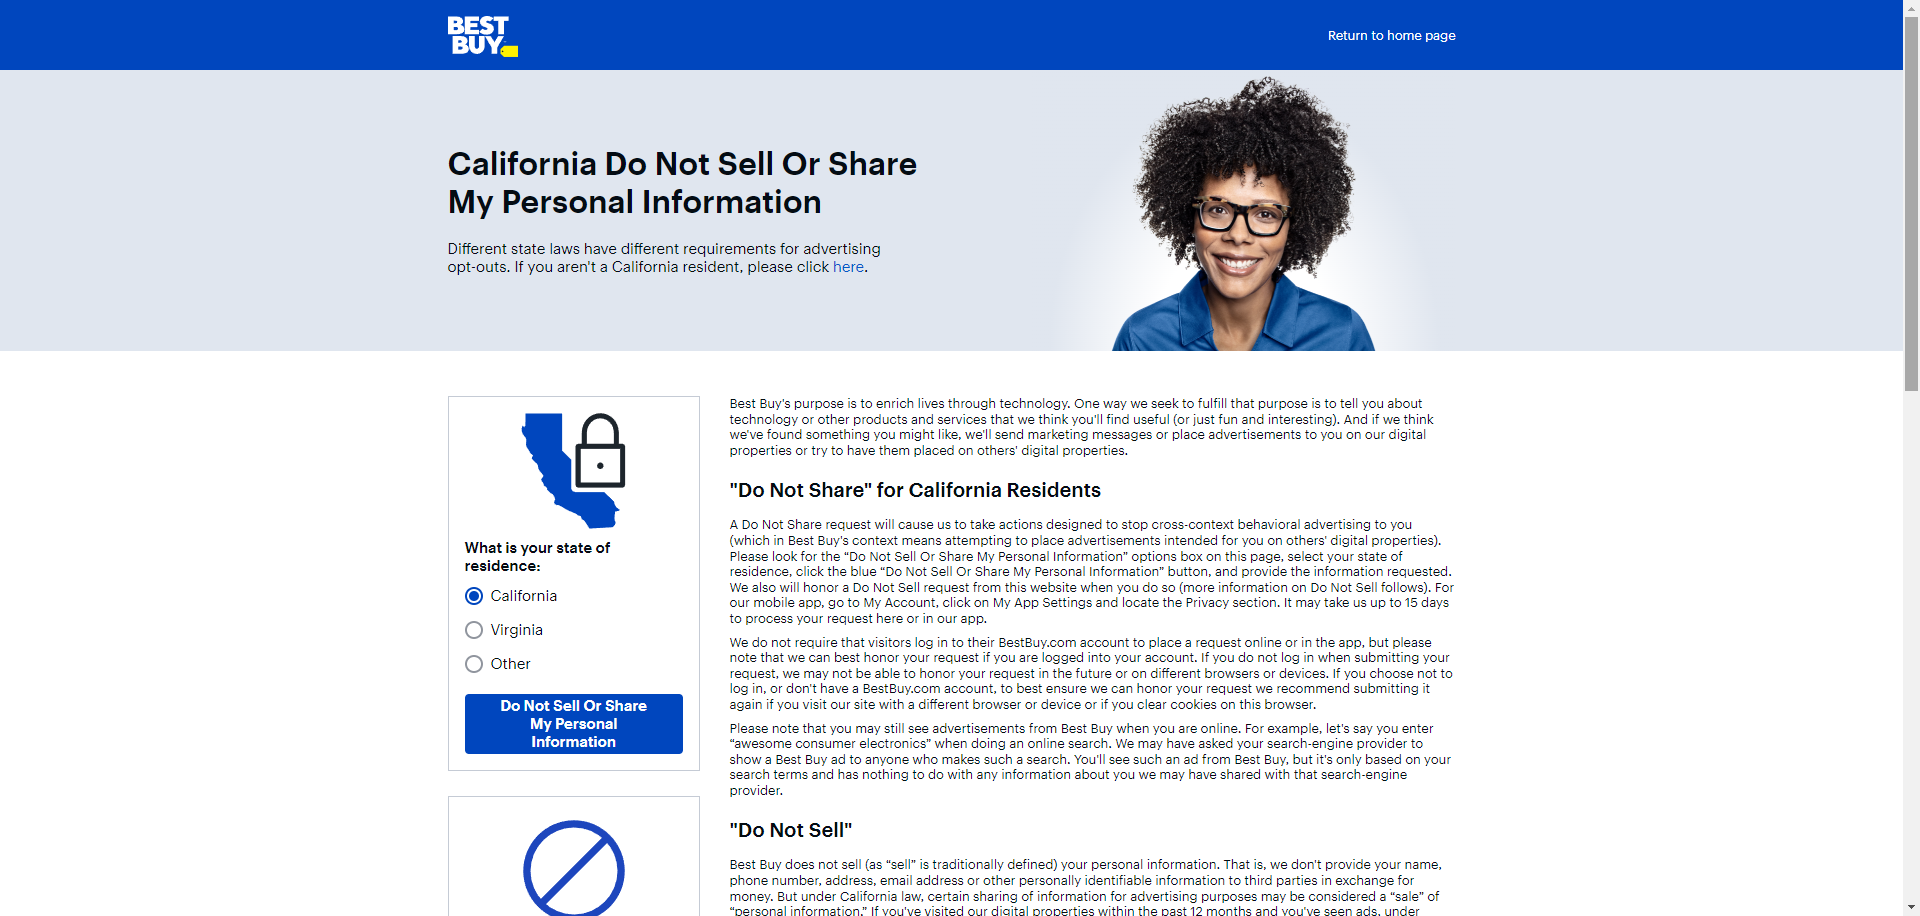 BEST
BUY
Return to home page
California Do Not Sell Or Share
My Personal Information
Different state laws have different requirements for advertising
opt-outs. If you aren't a California resident, please click here.
What is your state of
residence:
California
Virginia
Other
Do Not Sell Or Share
My Personal
Information
Best Buy's purpose is to enrich lives through technology. One way we seek to fulfill that purpose is to tell you about
technology or other products and services that we think you'll find useful (or just fun and interesting). And if we think
we've found something you might like, we'll send marketing messages or place advertisements to you on our digital
properties or try to have them placed on others' digital properties.
"Do Not Share" for California Residents
A Do Not Share request will cause us to take actions designed to stop cross-context behavioral advertising to you
(which in Best Buy's context means attempting to place advertisements intended for you on others' digital properties).
Please look for the “Do Not Sell Or Share My Personal Information” options box on this page, select your state of
residence, click the blue “Do Not Sell Or Share My Personal Information” button, and provide the information requested.
We also will honor a Do Not Sell request from this website when you do so (more information on Do Not Sell follows). For
our mobile app, go to My Account, click on My App Settings and locate the Privacy section. It may take us up to 15 days
to process your request here or in our app.
We do not require that visitors log in to their BestBuy.com account to place a request online or in the app, but please
note that we can best honor your request if you are logged into your account. If you do not log in when submitting your
request, we may not be able to honor your request in the future or on different browsers or devices. If you choose not to
log in, or don't have a BestBuy.com account, to best ensure we can honor your request we recommend submitting it
again if you visit our site with a different browser or device or if you clear cookies on this browser.
Please note that you may still see advertisements from Best Buy when you are online. For example, let's say you enter
“awesome consumer electronics” when doing an online search. We may have asked your search-engine provider to
show a Best Buy ad to anyone who makes such a search. You'll see such an ad from Best Buy, but it's only based on your
search terms and has nothing to do with any information about you we may have shared with that search-engine
provider.
"Do Not Sell"
Best Buy does not sell (as “sell” is traditionally defined) your personal information. That is, we don't provide your name,
phone number, address, email address or other personally identifiable information to third parties in exchange for
money. But under California law, certain sharing of information for advertising purposes may be considered a “sale” of
“personal information.” If you've visited our digital properties within the past 12 months and you've seen ads, under